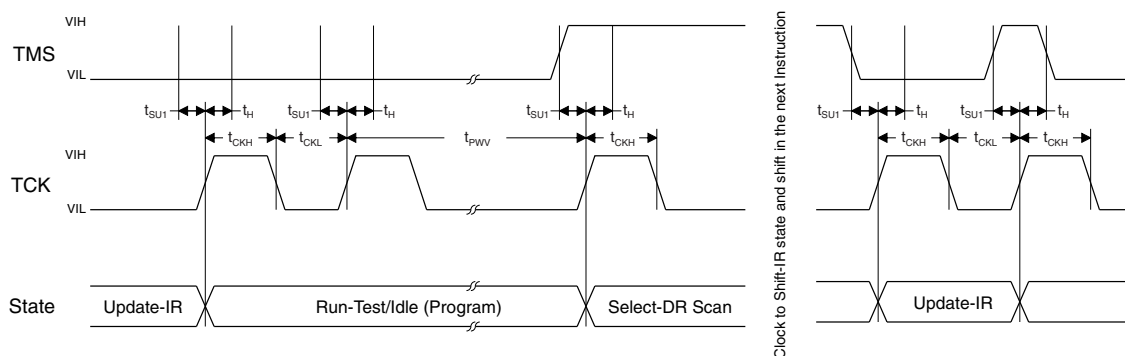 VIH
TMS
VIL
tSU1 tH tSU1 tH tSU1 tH tSU1 tH tSU1 tH
tCKH tCKL tPWV tCKH tCKH tCKL tCKH
VIH
TCK
VIL
State Update-IR Run-Test/Idle (Program) Select-DR Scan Update-IR
Clock to Shift-IR state and shift in the next Instruction